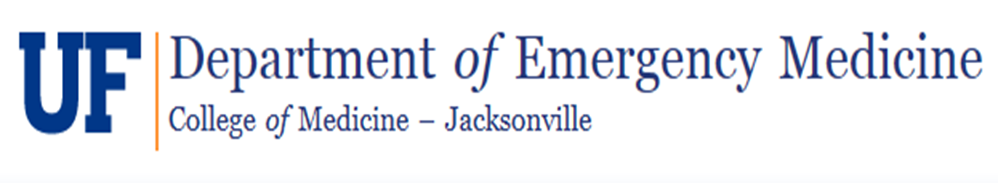 UF
Department of Emergency Medicine
College of Medicine – Jacksonville